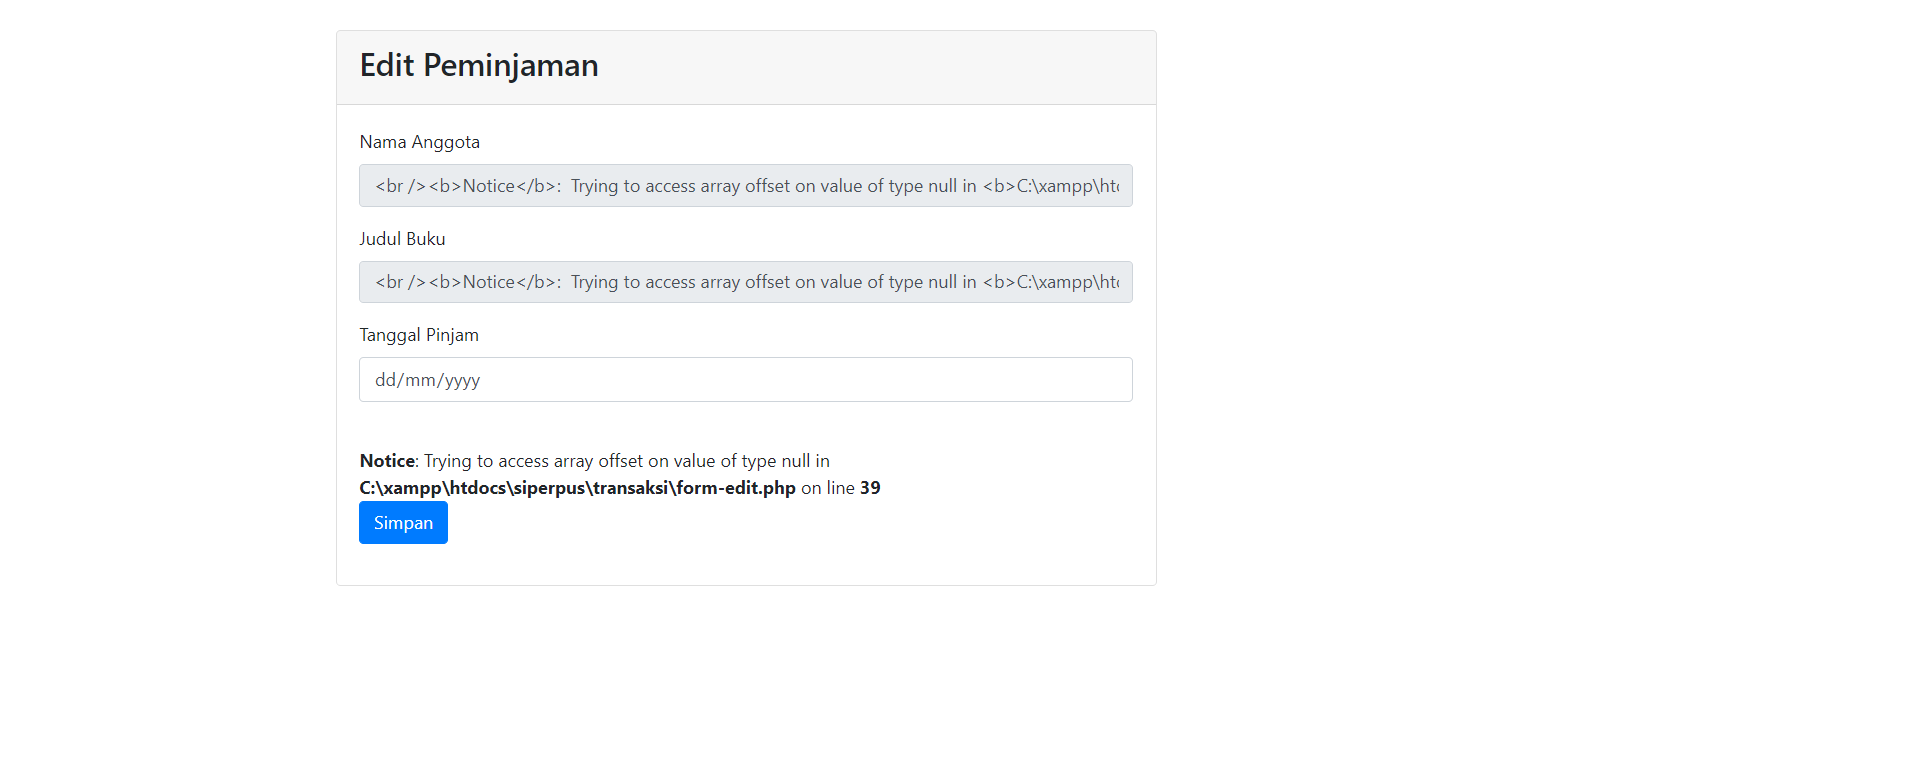 Edit Peminjaman
Nama Anggota
<br /><b>Notice</b>:  Trying to access array offset on value of type null in <b>C:\xampp\ht
Judul Buku
<br /><b>Notice</b>:  Trying to access array offset on value of type null in <b>C:\xampp\ht
Tanggal Pinjam
dd/mm/yyyy
Notice: Trying to access array offset on value of type null in
C:\xampp\htdocs\siperpus\transaksi\form-edit.php on line 39
Simpan